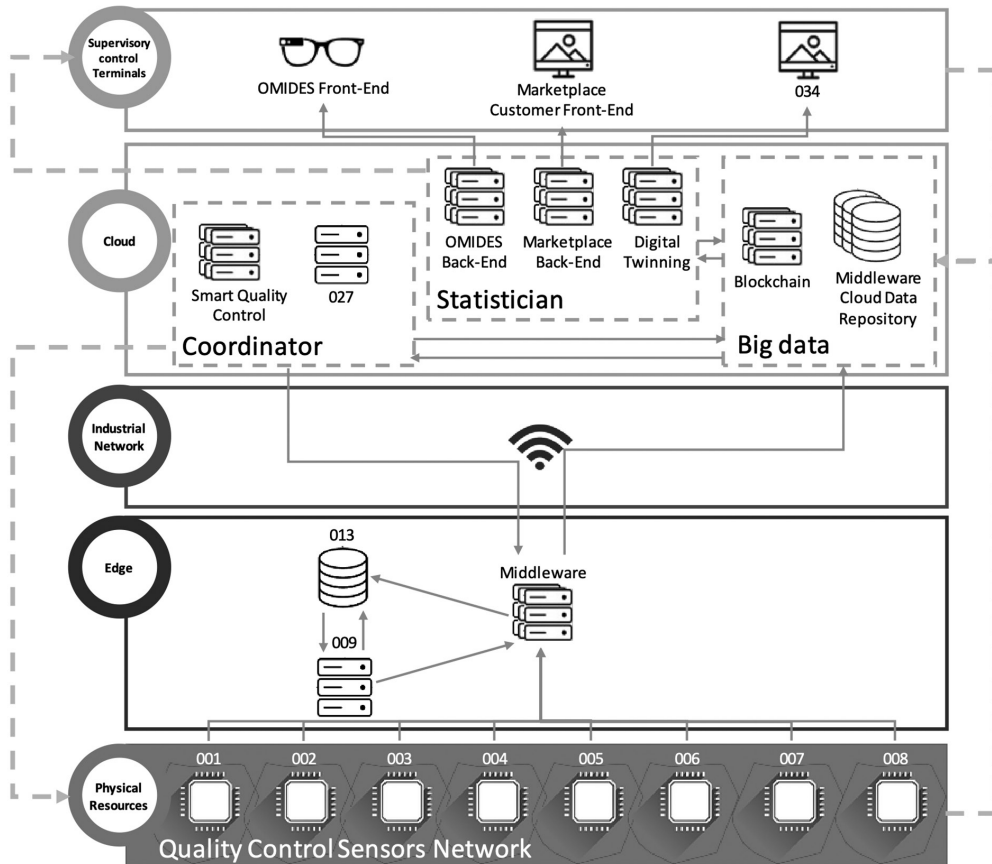 Supervisory
control
Terminals
OMIDES Front-End
Marketplace
Customer Front-End
034
Cloud
Smart Quality
Control
027
Coordinator
OMIDES
Back-End
Marketplace
Back-End
Digital
Twinning
Statistician
Blockchain
Middleware
Cloud Data
Repository
Big data
Industrial
Network
Edge
013
009
Middleware
Physical
Resources
001
002
003
004
005
006
007
008
Quality Control Sensors Network